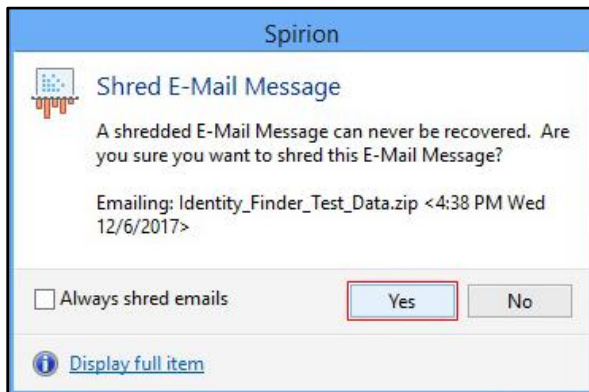 Spirion
Shred E-Mail Message
A shredded E-Mail Message can never be recovered.  Are
you sure you want to shred this E-Mail Message?
Emailing: Identity_Finder_Test_Data.zip <4:38 PM Wed
12/6/2017>
Always shred emails
Yes
No
Display full item